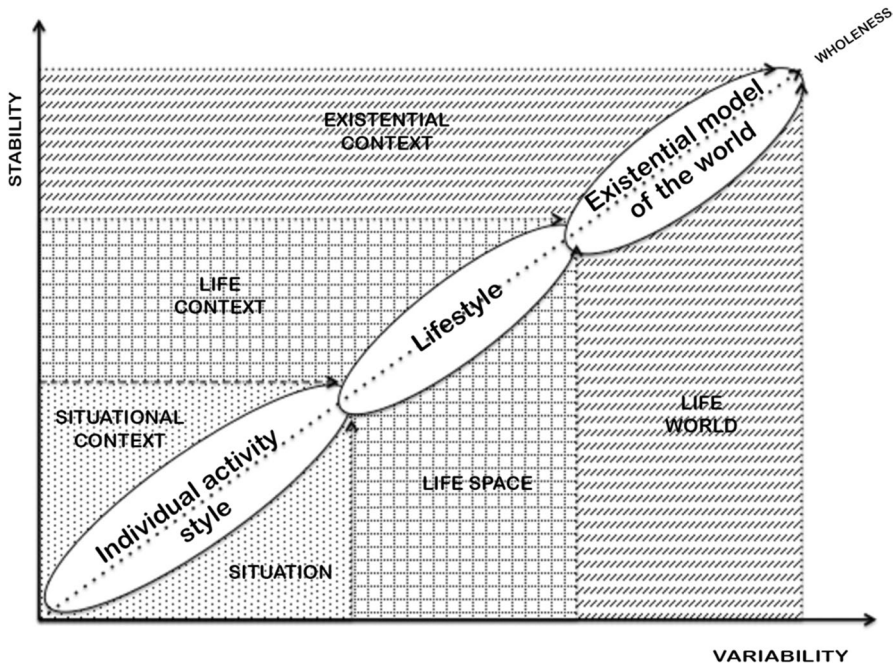 WHOLENESS
STABILITY
EXISTENTIAL
CONTEXT
Existential model
of the world
LIFE
CONTEXT
Lifestyle
SITUATIONAL
CONTEXT
LIFE
WORLD
Individual activity
style
LIFE SPACE
SITUATION
VARIABILITY